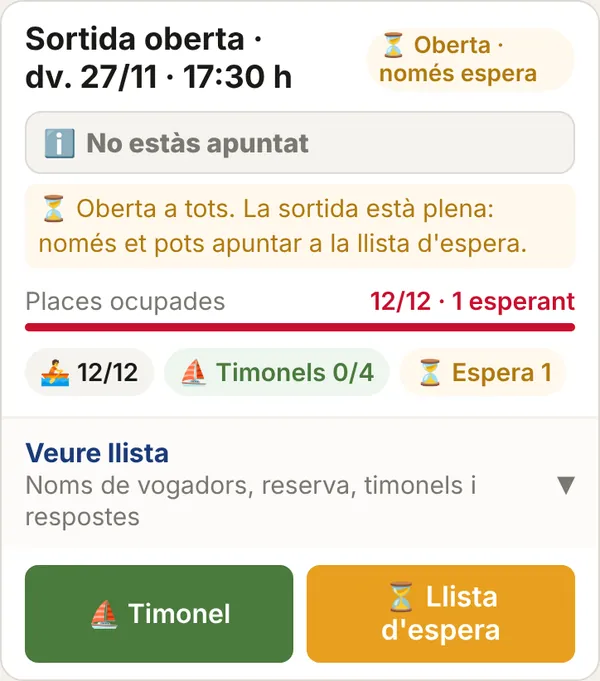 Sortida oberta ·
dv. 27/11 · 17:30 h
⏳ Oberta ·
només espera
ℹ️ No estàs apuntat
⏳ Oberta a tots. La sortida està plena:
només et pots apuntar a la llista d'espera.
Places ocupades 12/12 · 1 esperant
🚣 12/12 ⛵ Timonels 0/4 ⏳ Espera 1
Veure llista
Noms de vogadors, reserva, timonels i
respostes ▼
⛵ Timonel
⏳ Llista
d'espera